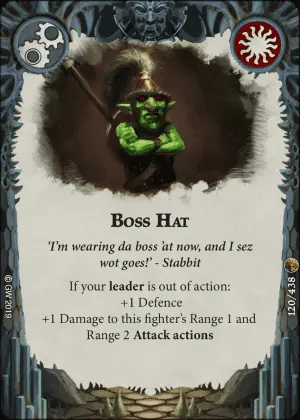 Boss Hat
'I'm wearing da boss 'at now, and I sez
wot goes!' - Stabbit
If your leader is out of action:
+1 Defence
+1 Damage to this fighter's Range 1 and
Range 2 Attack actions
© GW 2019
120/438